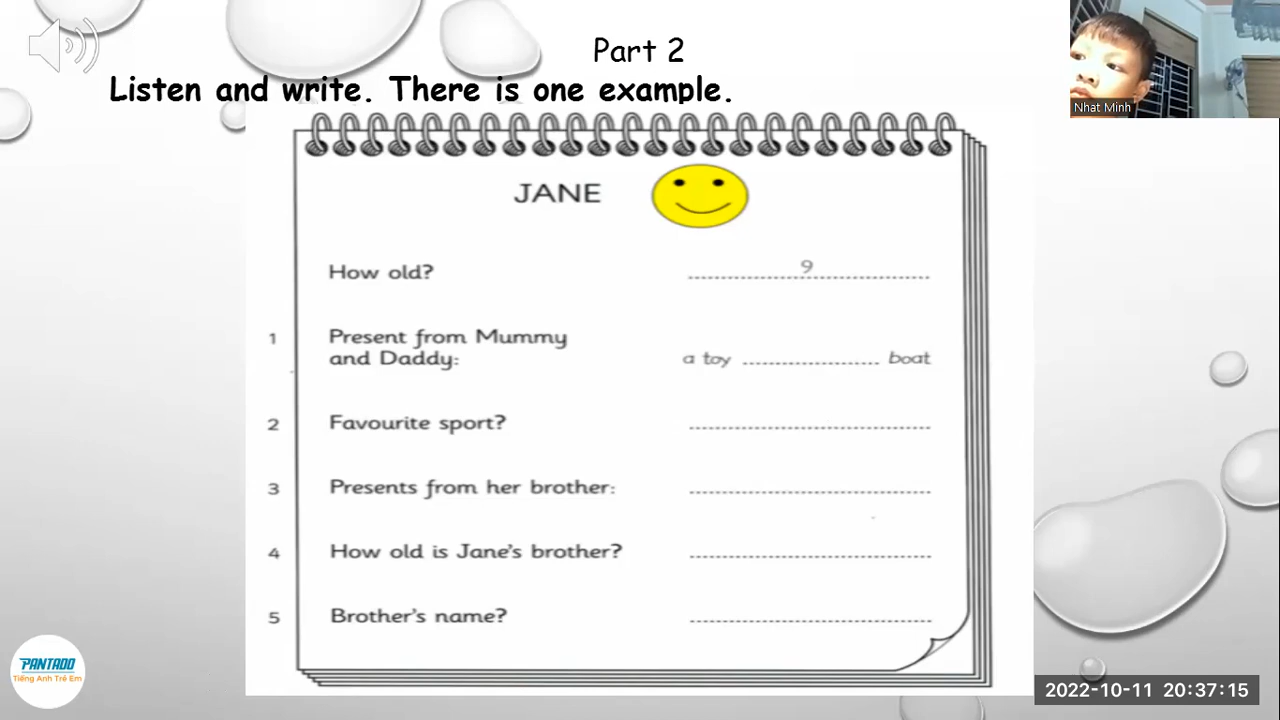 Part 2
Listen and write. There is one example.
Nhat Minh
JANE
How old?
9
1
Present from Mummy
and Daddy:
a toy ........................ boat
2
Favourite sport?
3
Presents from her brother:
4
How old is Jane's brother?
5
Brother's name?
PANTADO
Tiếng Anh Trẻ Em
2022-10-11 20:37:15